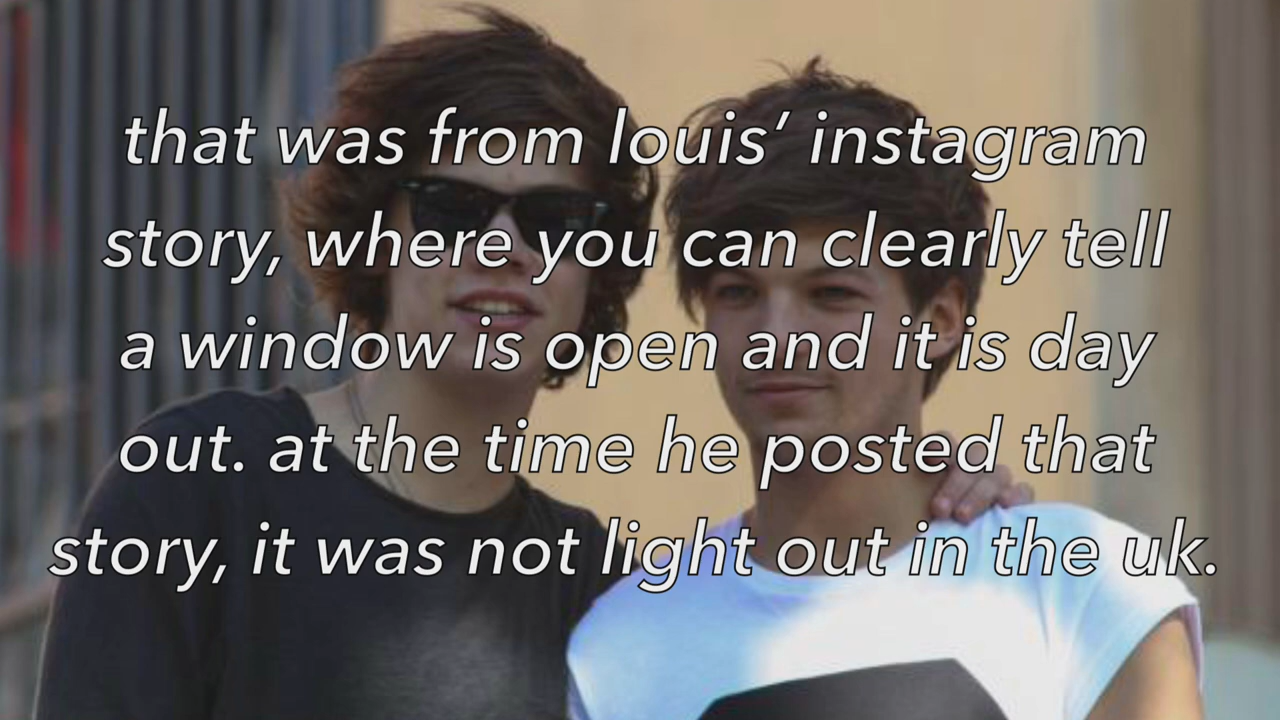 that was from louis’ instagram
story, where you can clearly tell
a window is open and it is day
out. at the time he posted that
story, it was not light out in the uk.